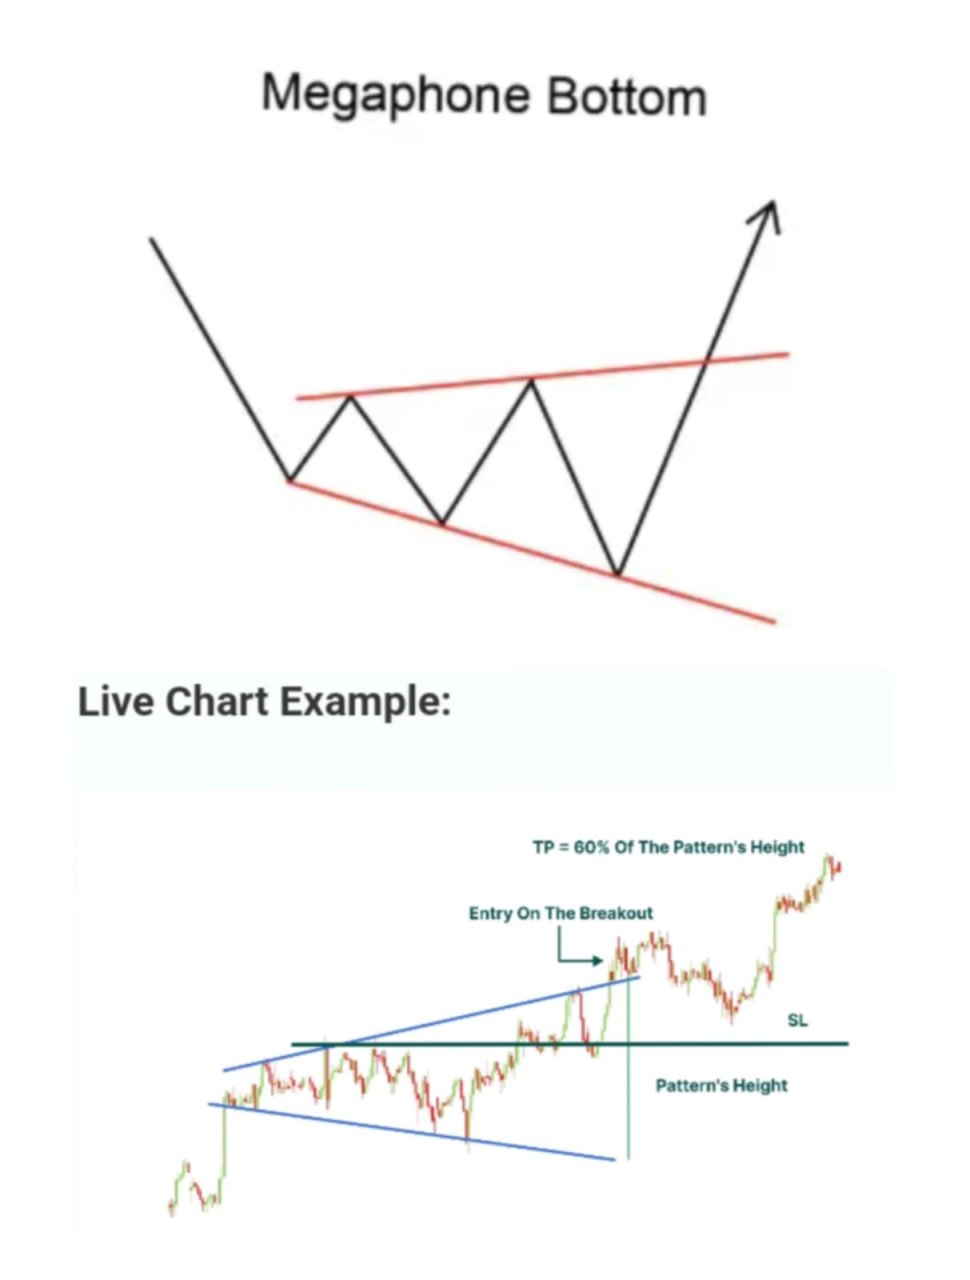 Megaphone Bottom
Live Chart Example:
TP = 60% Of The Pattern's Height
Entry On The Breakout
SL
Pattern's Height